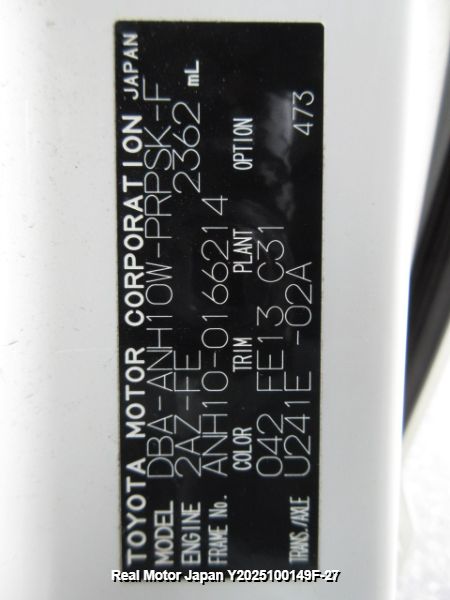 TOYOTA MOTOR CORPORATION JAPAN
MODEL DBA-ANH10W-PRPSK-F
ENGINE 2AZ-FE 2362 mL
FRAME No. ANH10-0166214
COLOR TRIM PLANT OPTION
042 FE13 C31 473
TRANS./AXLE U241E -02A
Real Motor Japan Y2025100149F-27